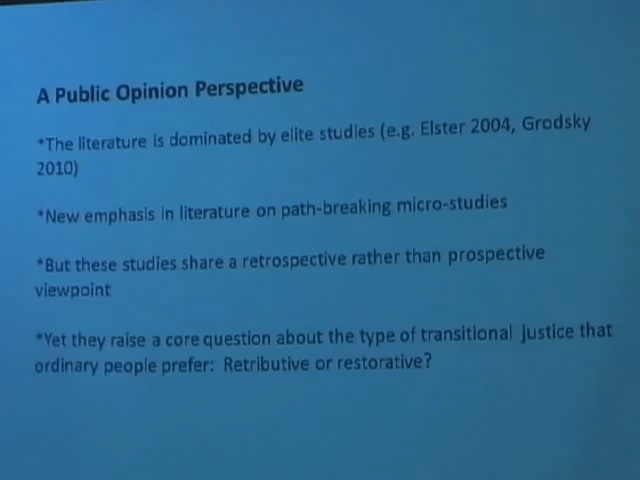 A Public Opinion Perspective
*The literature is dominated by elite studies (e.g. Elster 2004, Grodsky
2010)
*New emphasis in literature on path-breaking micro-studies
*But these studies share a retrospective rather than prospective
viewpoint
*Yet they raise a core question about the type of transitional justice that
ordinary people prefer: Retributive or restorative?